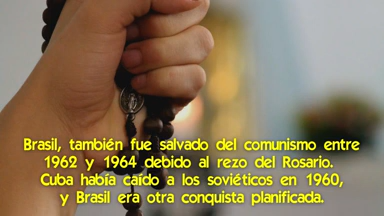 Brasil, también fue salvado del comunismo entre
1962 y 1964 debido al rezo del Rosario.
Cuba había caído a los soviéticos en 1960,
y Brasil era otra conquista planificada.